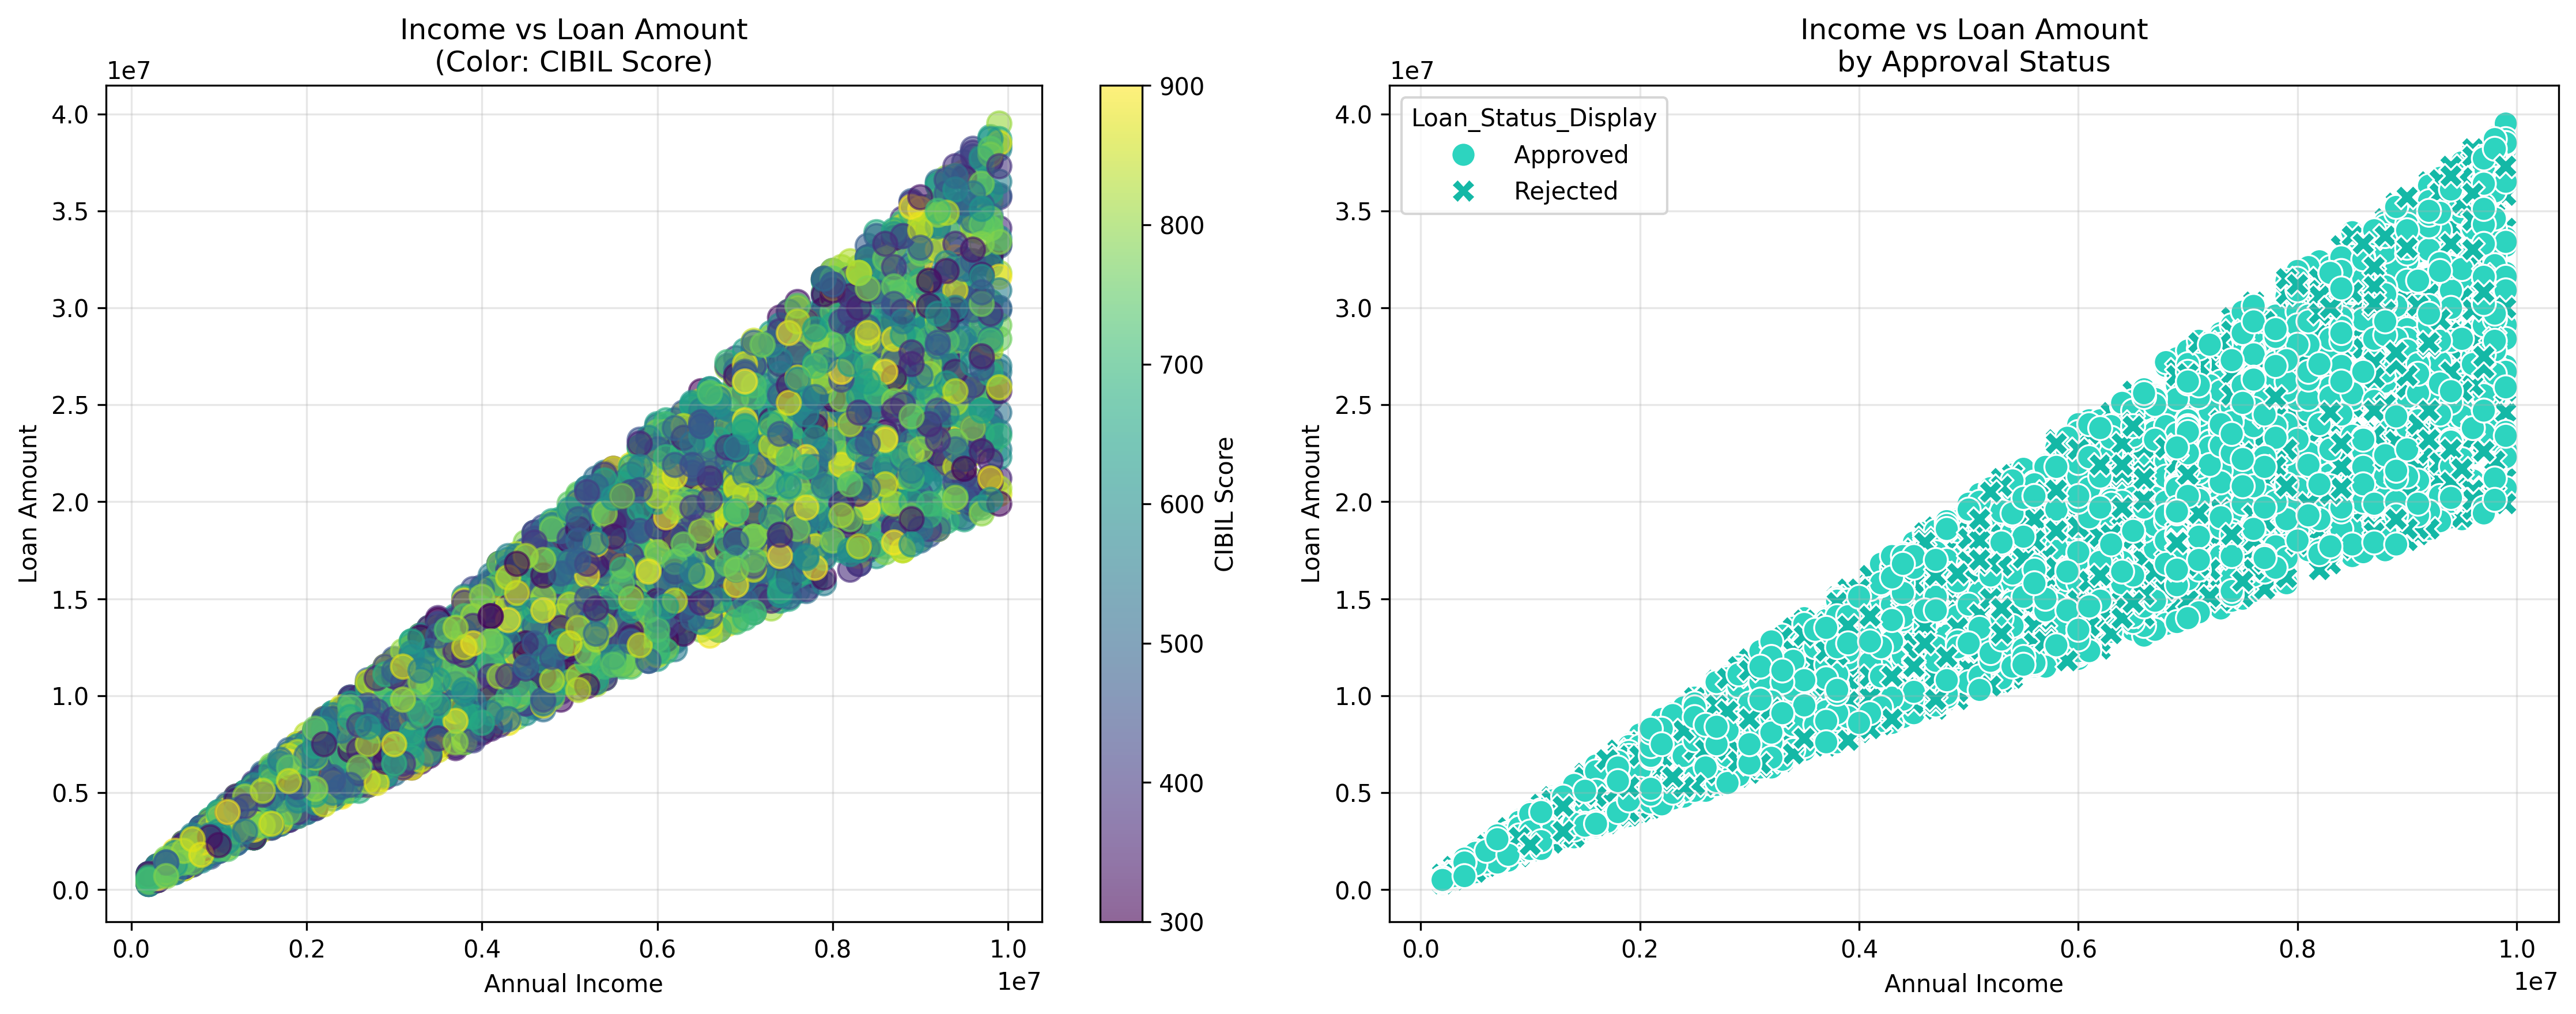 Income vs Loan Amount
(Color: CIBIL Score)
1e7
4.0
3.5
3.0
2.5
2.0
1.5
1.0
0.5
0.0
Loan Amount
0.0 0.2 0.4 0.6 0.8 1.0
1e7
Annual Income
900
800
700
600
500
400
300
CIBIL Score
Income vs Loan Amount
by Approval Status
1e7
Loan_Status_Display
Approved
Rejected
4.0
3.5
3.0
2.5
2.0
1.5
1.0
0.5
0.0
Loan Amount
0.0 0.2 0.4 0.6 0.8 1.0
1e7
Annual Income